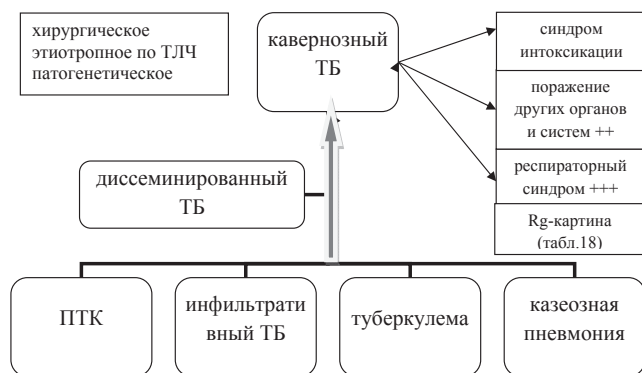 хирургическое
этиотропное по ТЛЧ
патогенетическое
кавернозный
ТБ
синдром
интоксикации
поражение
других органов
и систем ++
респираторный
синдром +++
Rg-картина
(табл.18)
диссеминированный
ТБ
ПТК
инфильтрати
вный ТБ
туберкулема
казеозная
пневмония